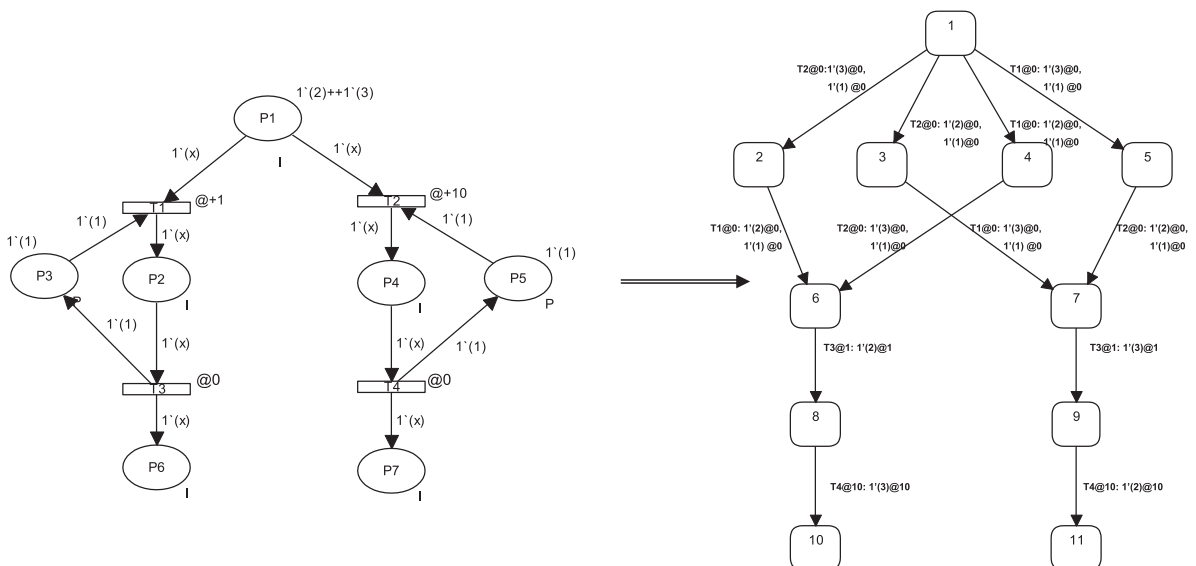 1`(2)++1`(3)
P1
I
1`(x)
1`(x)
T1
@+1
T2
@+10
1`(1)
1`(x)
1`(x)
1`(1)
1`(1)
1`(1)
P3
P
P2
I
P4
I
P5
P
1`(1)
1`(x)
1`(x)
1`(1)
T3
@0
T4
@0
1`(x)
1`(x)
P6
I
P7
I
1
T2@0:1'(3)@0,
1'(1) @0
T2@0: 1'(2)@0,
1'(1)@0
T1@0: 1'(2)@0,
1'(1)@0
T1@0: 1'(3)@0,
1'(1) @0
2
3
4
5
T1@0: 1'(2)@0,
1'(1) @0
T2@0: 1'(3)@0,
1'(1)@0
T1@0: 1'(3)@0,
1'(1) @0
T2@0: 1'(2)@0,
1'(1)@0
6
7
T3@1: 1'(2)@1
T3@1: 1'(3)@1
8
9
T4@10: 1'(3)@10
T4@10: 1'(2)@10
10
11